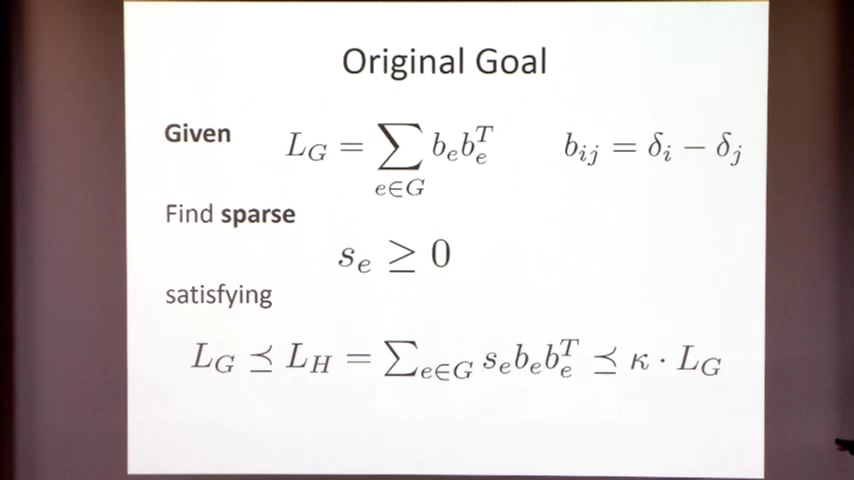 Original Goal
Given L_G = \sum_{e \in G} b_e b_e^T b_{ij} = \delta_i - \delta_j
Find sparse
s_e \geq 0
satisfying
L_G \preceq L_H = \sum_{e \in G} s_e b_e b_e^T \preceq \kappa \cdot L_G